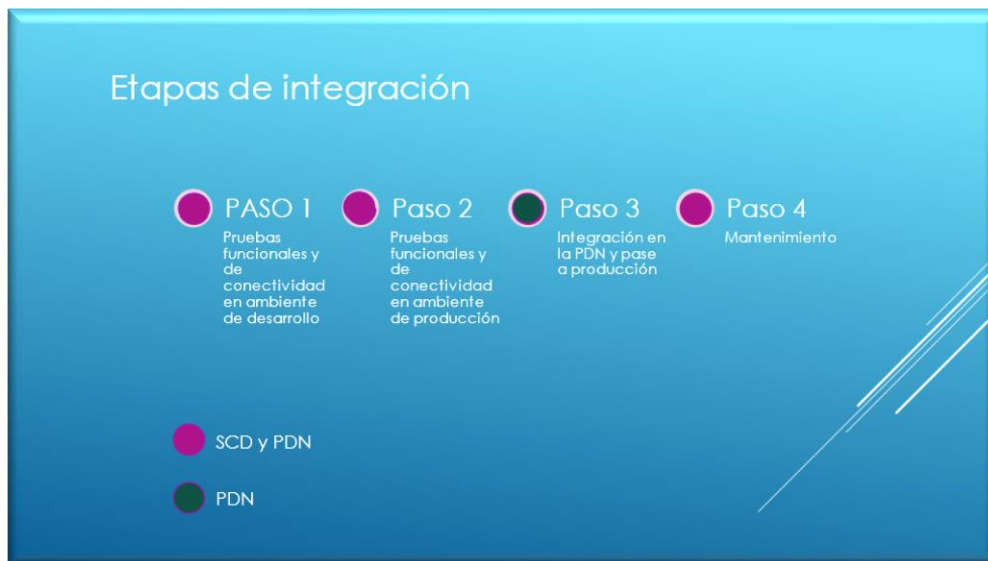 Etapas de integración
PASO 1
Pruebas
funcionales y
de
conectividad
en ambiente
de desarrollo
Paso 2
Pruebas
funcionales y
de
conectividad
en ambiente
de producción
Paso 3
Integración en
la PDN y pase
a producción
Paso 4
Mantenimiento
SCD y PDN
PDN